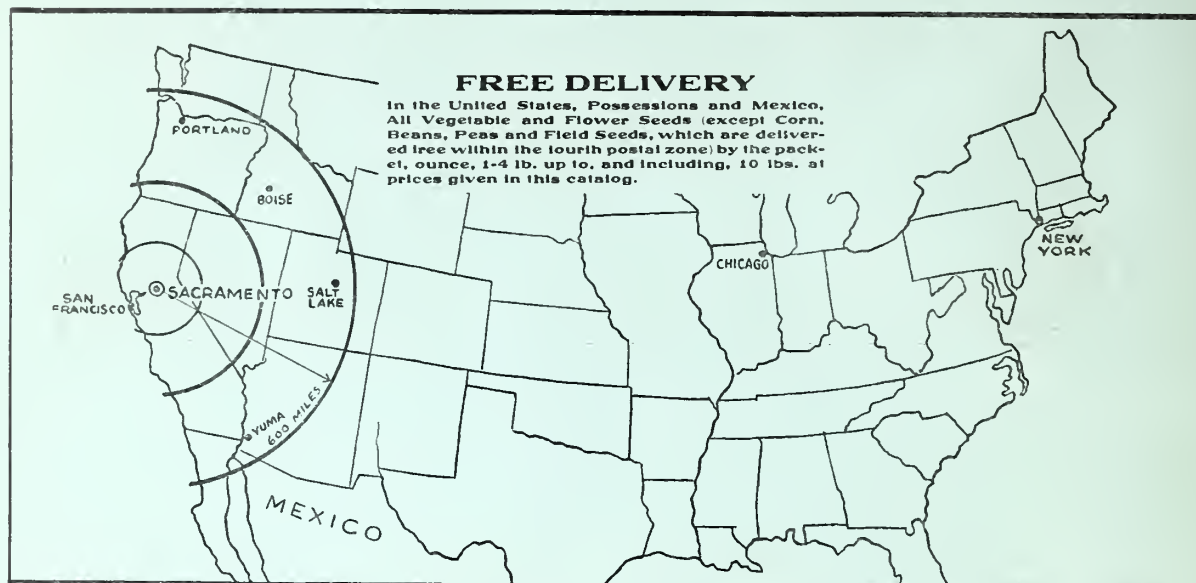 FREE DELIVERY
In the United States, Possessions and Mexico,
All Vegetable and Flower Seeds (except Corn,
Beans, Peas and Field Seeds, which are deliver-
ed free within the fourth postal zone) by the pack-
et, ounce, 1-4 lb. up to, and including, 10 lbs. at
prices given in this catalog.
PORTLAND
BOISE
SACRAMENTO
SAN
FRANCISCO
SALT
LAKE
CHICAGO
NEW
YORK
YUMA
600 MILES
MEXICO